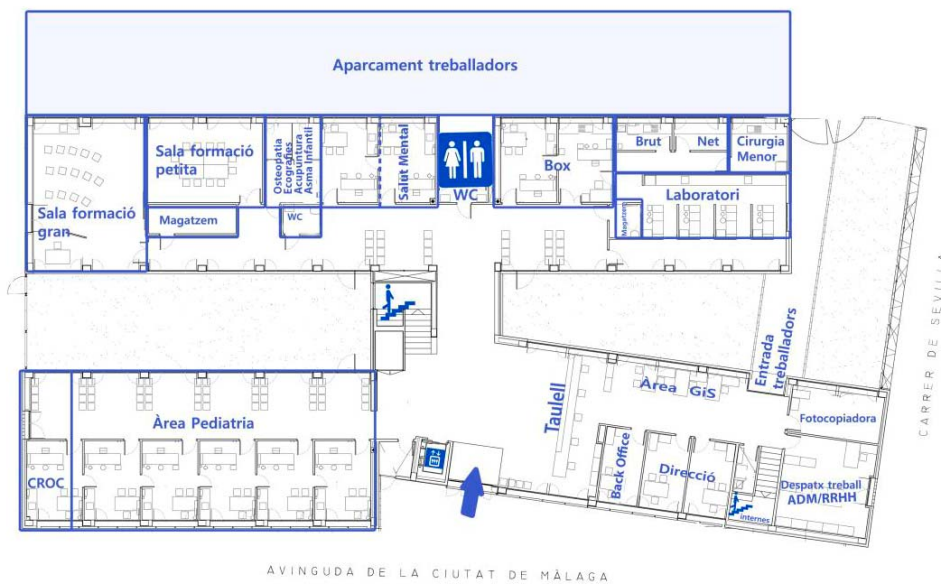 Aparcament treballadors
Sala formació
petita
Osteopatia
Ecografies
Acupuntura
Asma Infantil
Salut Mental
WC
Box
Brut
Net
Cirurgia
Menor
Sala formació
gran
Magatzem
WC
Magatzem
Laboratori
CARRER DE SEVILLA
Entrada
treballadors
Àrea Pediatria
CROC
Taulell
Àrea GiS
Fotocopiadora
Back Office
Direcció
Despatx treball
ADM/RRHH
internes
AVINGUDA DE LA CIUTAT DE MÀLAGA